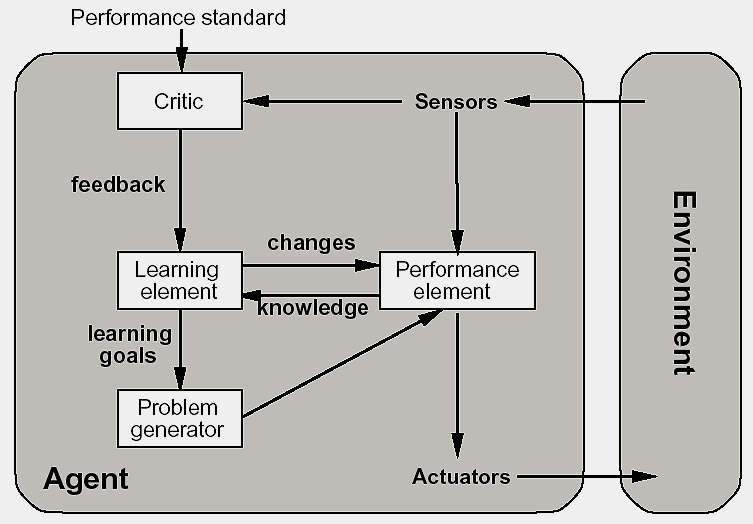 Performance standard
Critic
Sensors
feedback
changes
Learning
element
Performance
element
knowledge
learning
goals
Problem
generator
Agent
Actuators
Environment